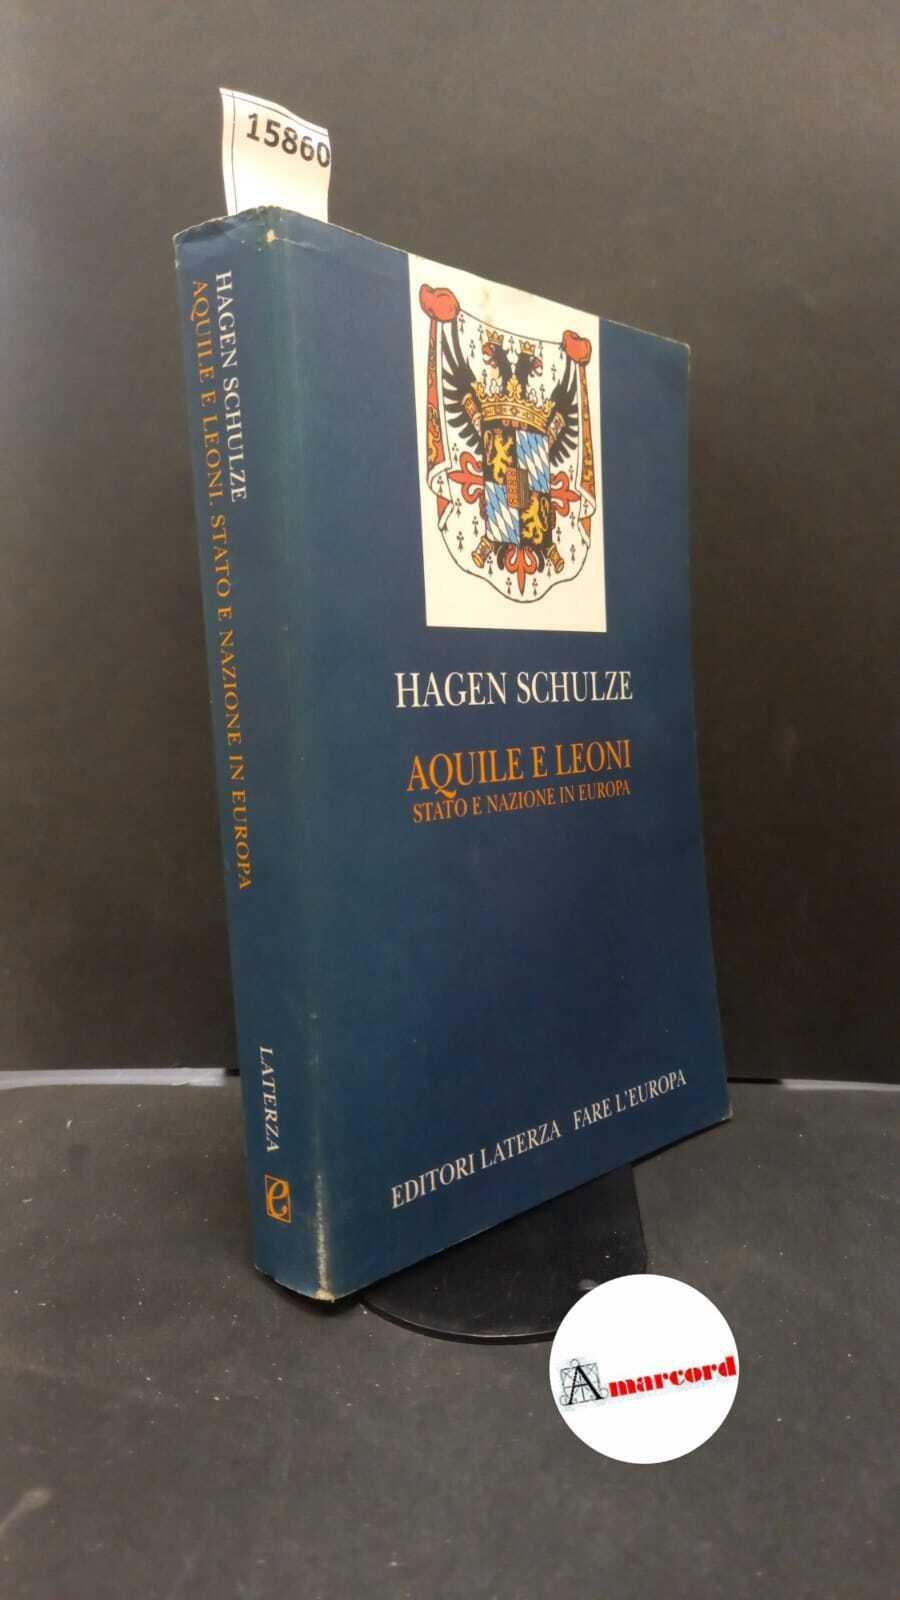 15860
HAGEN SCHULZE
AQUILE E LEONI. STATO E NAZIONE IN EUROPA
LATERZA
e
HAGEN SCHULZE
AQUILE E LEONI
STATO E NAZIONE IN EUROPA
EDITORI LATERZA FARE L'EUROPA
Amarcord